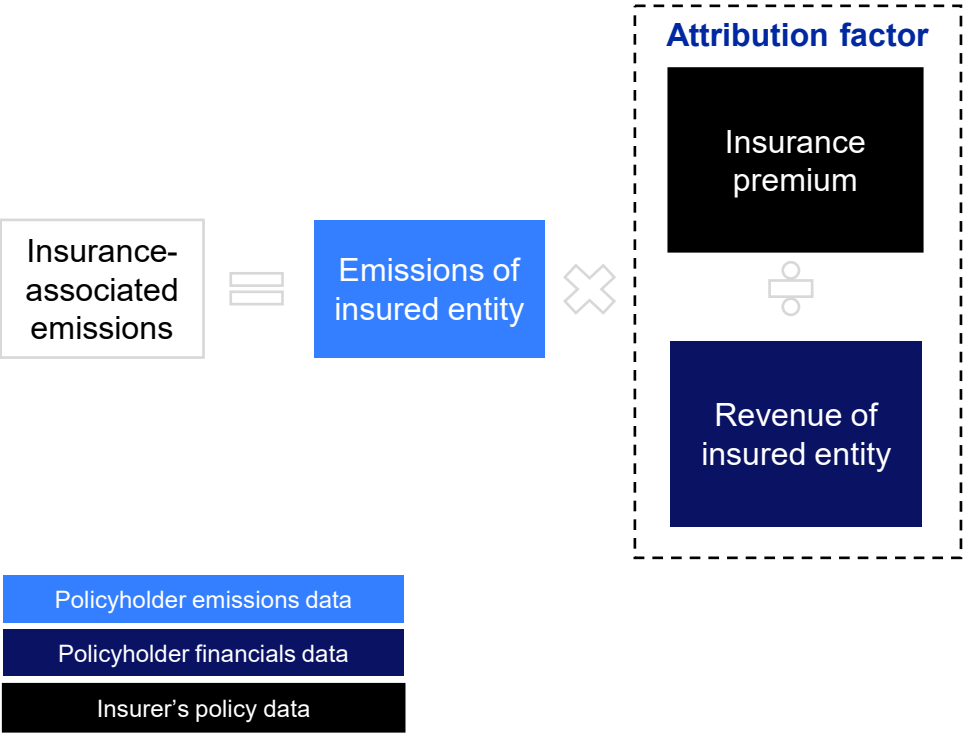 Attribution factor
Insurance
premium
Insurance-
associated
emissions
Emissions of
insured entity
Revenue of
insured entity
Policyholder emissions data
Policyholder financials data
Insurer’s policy data